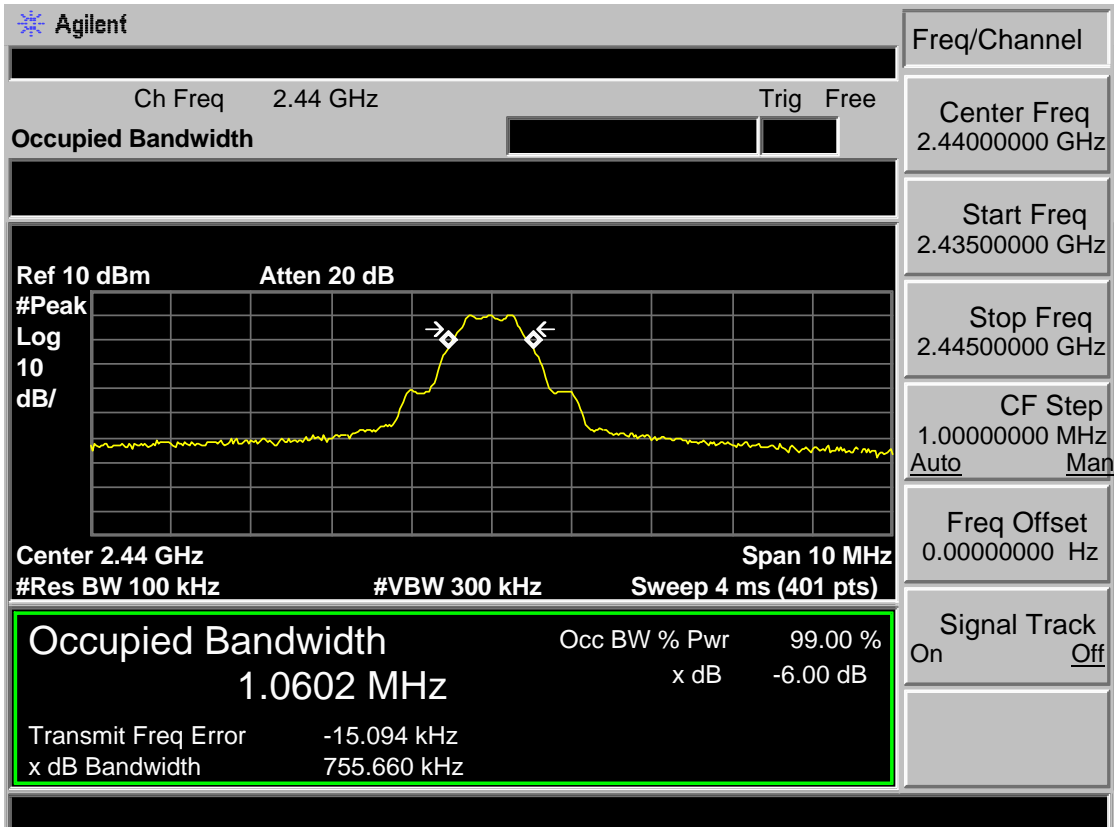 Agilent
Freq/Channel
Ch Freq 2.44 GHz Trig Free
Occupied Bandwidth
Center Freq
2.44000000 GHz
Start Freq
2.43500000 GHz
Stop Freq
2.44500000 GHz
CF Step
1.00000000 MHz
Auto Man
Freq Offset
0.00000000 Hz
Signal Track
On Off
Ref 10 dBm Atten 20 dB
#Peak
Log
10
dB/
Center 2.44 GHz Span 10 MHz
#Res BW 100 kHz #VBW 300 kHz Sweep 4 ms (401 pts)
Occupied Bandwidth Occ BW % Pwr 99.00 %
1.0602 MHz x dB -6.00 dB
Transmit Freq Error -15.094 kHz
x dB Bandwidth 755.660 kHz